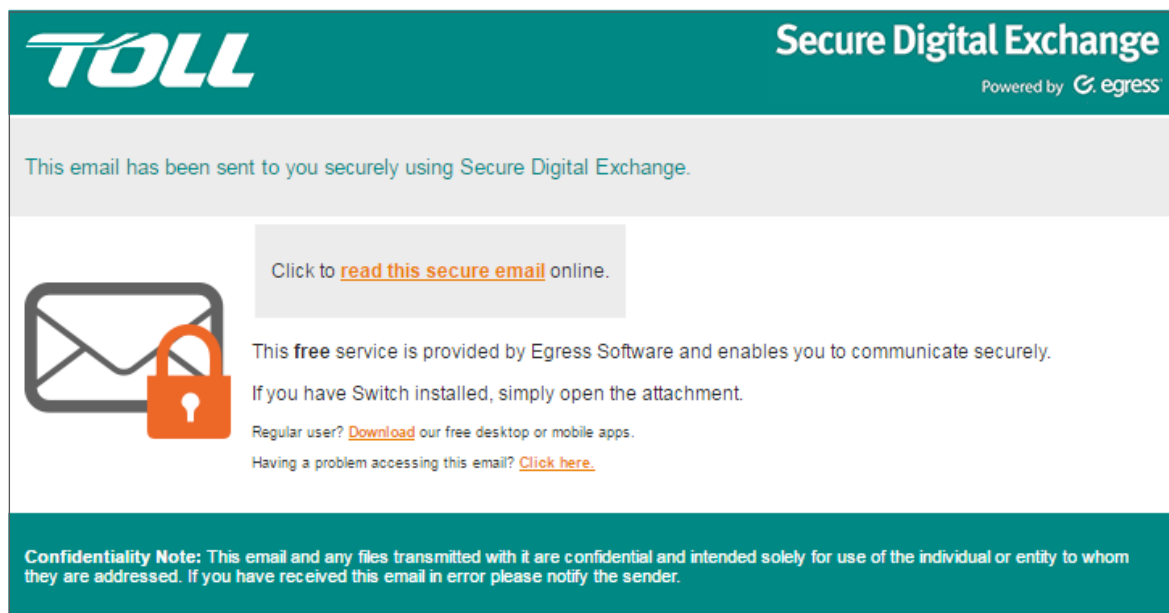 TOLL
Secure Digital Exchange
Powered by egress
This email has been sent to you securely using Secure Digital Exchange.
Click to read this secure email online.
This free service is provided by Egress Software and enables you to communicate securely.
If you have Switch installed, simply open the attachment.
Regular user? Download our free desktop or mobile apps.
Having a problem accessing this email? Click here.
Confidentiality Note: This email and any files transmitted with it are confidential and intended solely for use of the individual or entity to whom
they are addressed. If you have received this email in error please notify the sender.